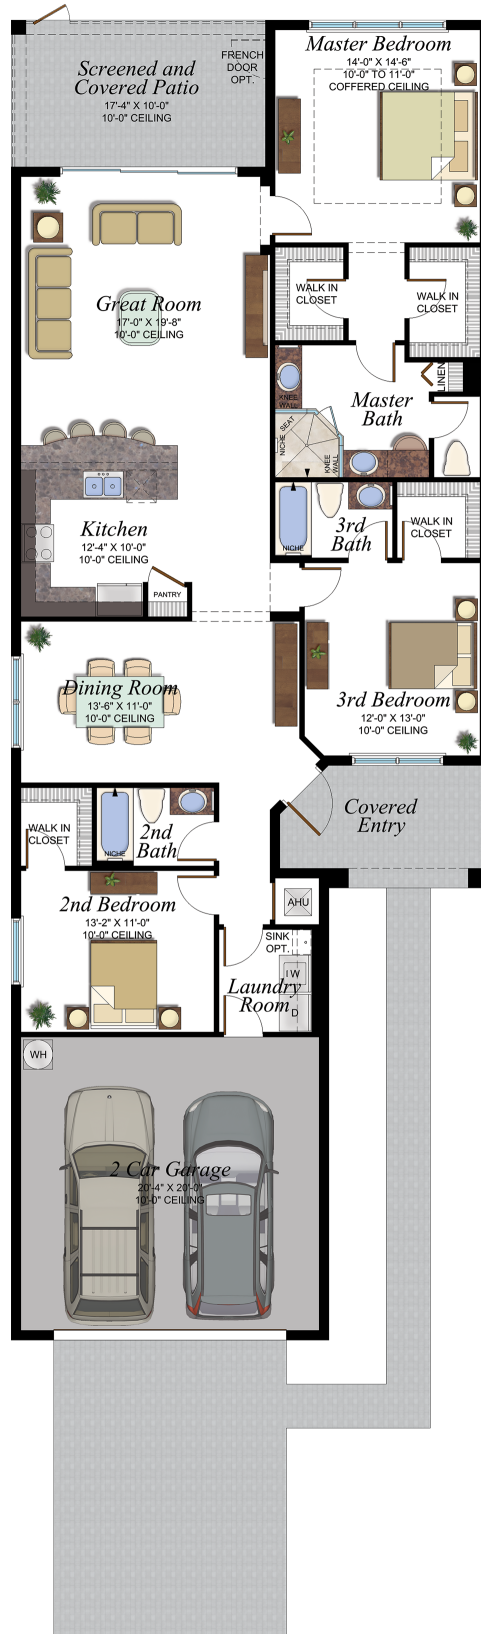 Screened and
Covered Patio
17'-4" X 10'-0"
10'-0" CEILING
FRENCH
DOOR
OPT.
Master Bedroom
14'-0" X 14'-6"
10'-0" TO 11'-0"
COFFERED CEILING
Great Room
17'-0" X 19'-8"
10'-0" CEILING
WALK IN
CLOSET
WALK IN
CLOSET
LINEN
KNEE
WALL
Master
Bath
NICHE SEAT
KNEE
WALL
Kitchen
12'-4" X 10'-0"
10'-0" CEILING
PANTRY
NICHE
3rd
Bath
WALK IN
CLOSET
Dining Room
13'-6" X 11'-0"
10'-0" CEILING
3rd Bedroom
12'-0" X 13'-0"
10'-0" CEILING
WALK IN
CLOSET
NICHE
2nd
Bath
Covered
Entry
2nd Bedroom
13'-2" X 11'-0"
10'-0" CEILING
AHU
SINK
OPT.
W
Laundry
Room
D
WH
2 Car Garage
20'-4" X 20'-0"
10'-0" CEILING